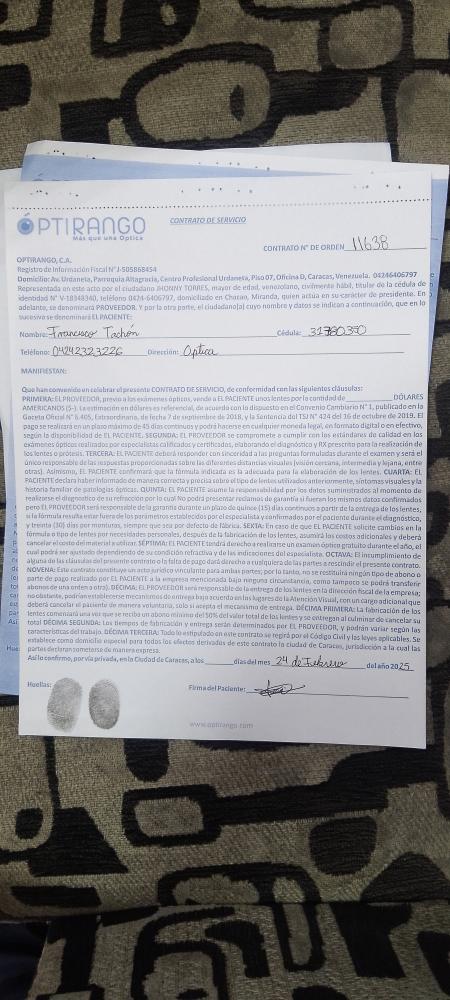 ÓPTIRANGO
Más que una Óptica
CONTRATO DE SERVICIO
CONTRATO N° DE ORDEN 11638
OPTIRANGO, C.A.
Registro de Información Fiscal N° J-505868454
Domicilio: Av. Urdaneta, Parroquia Altagracia, Centro Profesional Urdaneta, Piso 07, Oficina D, Caracas, Venezuela. 04246406797
Representada en este acto por el ciudadano JHONNY TORRES, mayor de edad, venezolano, civilmente hábil, titular de la cédula de
identidad N° V-18348340, teléfono 0424-6406797, domiciliado en Chacao, Miranda, quien actúa en su carácter de presidente. En
adelante, se denominará PROVEEDOR. Y por la parte, el ciudadano(a) cuyo nombre y datos se indican a continuación, que en lo
sucesivo se denominará EL PACIENTE:
Nombre: Francisco Tachón Cédula: 31780350
Teléfono: 04242323226 Dirección: Optica
MANIFIESTAN:
Que han convenido en celebrar el presente CONTRATO DE SERVICIO, de conformidad con las siguientes cláusulas:
PRIMERA: EL PROVEEDOR, previo a los exámenes ópticos, vende a EL PACIENTE unos lentes por la cantidad de DÓLARES
AMERICANOS ($-). La estimación en dólares es referencial, de acuerdo con lo dispuesto en el Convenio Cambiario N° 1, publicado en la
Gaceta Oficial N° 6.405, Extraordinaria, de fecha 7 de septiembre de 2018, y la Sentencia del TSJ N° 424 del 16 de octubre de 2019. El
pago se realizará en un plazo máximo de 45 días continuos y podrá hacerse en cualquier moneda legal, en formato digital o en efectivo,
según la disponibilidad de EL PACIENTE. SEGUNDA: EL PROVEEDOR se compromete a cumplir con los estándares de calidad en los
exámenes ópticos realizados por especialistas calificados y certificados, elaborando el diagnóstico y RX prescrita para la realización de
los lentes o prótesis. TERCERA: EL PACIENTE deberá responder con sinceridad a las preguntas formuladas durante el examen y será el
único responsable de las respuestas proporcionadas sobre las diferentes distancias visuales (visión cercana, intermedia y lejana, entre
otras). Asimismo, EL PACIENTE confirmará que la fórmula indicada es la adecuada para la elaboración de los lentes. CUARTA: EL
PACIENTE declara haber informado de manera correcta y precisa sobre el tipo de lentes utilizados anteriormente, síntomas visuales y la
historia familiar de patologías ópticas. QUINTA: EL PACIENTE asume la responsabilidad por los datos suministrados al momento de
realizarse el diagnostico de su refracción por lo cual no podrá presentar reclamos de garantía si fueran los mismos datos confirmados
pero EL PROVEEDOR será responsable de la garantía durante un plazo de quince (15) días continuos a partir de la entrega de los lentes,
si la fórmula resulta estar fuera de los parámetros establecidos por el especialista y confirmados por el paciente durante el diagnóstico,
y treinta (30) días por monturas, siempre que sea por defecto de fábrica. SEXTA: En caso de que EL PACIENTE solicite cambios en la
fórmula o tipo de lentes por necesidades personales, después de la fabricación de los lentes, asumirá los costos adicionales y deberá
cancelar el costo del material a utilizar. SEPTIMA: EL PACIENTE tendrá derecho a realizarse un examen óptico gratuito durante el año, el
cual podrá ser ajustado dependiendo de su condición refractiva y de las indicaciones del especialista. OCTAVA: El incumplimiento de
alguna de las cláusulas del presente contrato o la falta de pago dará derecho a cualquiera de las partes a rescindir el presente contrato.
NOVENA: Este contrato constituye un acto jurídico vinculante para ambas partes; por lo tanto, no se restituirá ningún tipo de abono o
parte de pago realizado por EL PACIENTE a la empresa mencionada bajo ninguna circunstancia, como tampoco se podrá transferir
abonos de una orden a otra). DÉCIMA: EL PROVEEDOR será responsable de la entrega de los lentes en la dirección fiscal de la empresa;
no obstante, podrían establecerse mecanismos de entrega bajo acuerdo en los lugares de la Atención Visual, con un cargo adicional que
deberá cancelar el paciente de manera voluntaria, solo si acepta el mecanismo de entrega. DÉCIMA PRIMERA: La fabricación de los
lentes comenzará una vez que se reciba un abono mínimo del 50% del valor total de los lentes y se entregan al culminar de cancelar su
total DÉCIMA SEGUNDA: Los tiempos de fabricación y entrega serán determinados por EL PROVEEDOR, y podrán variar según las
características del trabajo. DÉCIMA TERCERA: Todo lo estipulado en este contrato se regirá por el Código Civil y las leyes aplicables. Se
establece como domicilio especial para todos los efectos derivados de este contrato la ciudad de Caracas, jurisdicción a la cual las
partes declaran someterse de manera expresa.
Así lo confirmo, por vía privada, en la Ciudad de Caracas, a los días del mes 24 de Febrero del año 2025
Huellas:
Firma del Paciente:
www.optirango.com